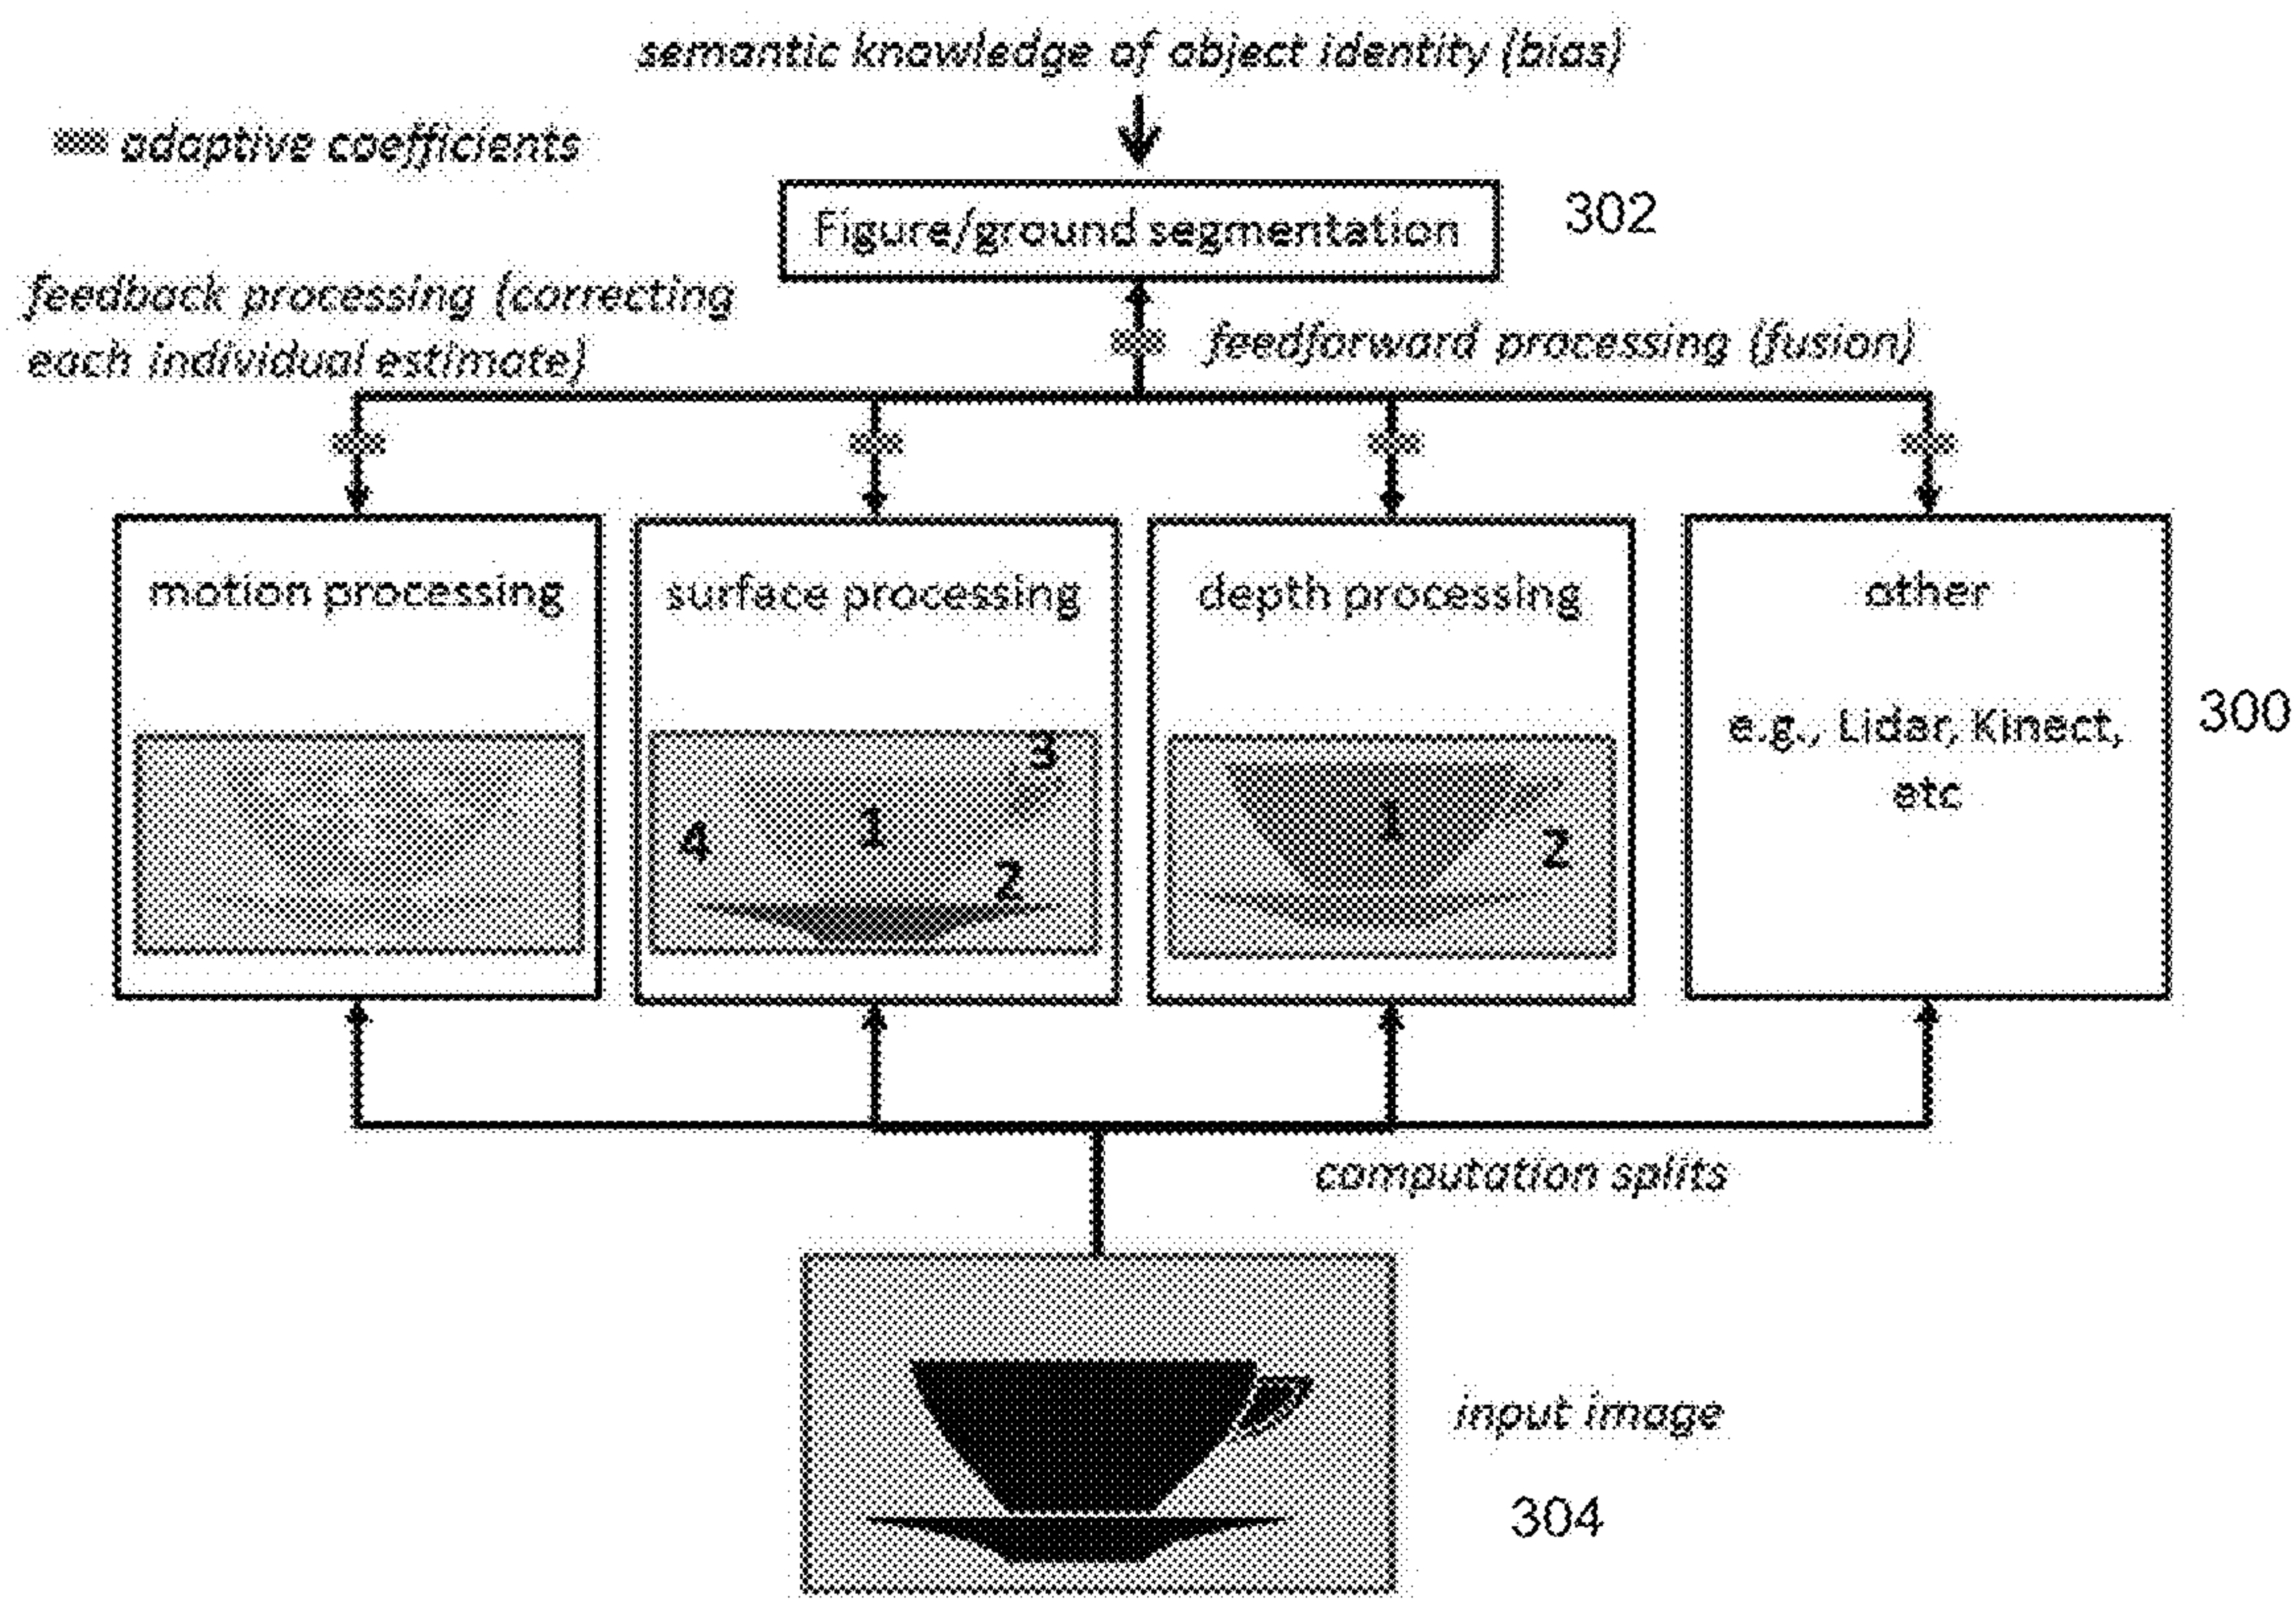 semantic knowledge of object identity (bias)
adaptive coefficients
Figure/ground segmentation
302
feedback processing (correcting
each individual estimate)
feedforward processing (fusion)
motion processing
surface processing
depth processing
other
e.g., Lidar, Kinect,
etc
300
3
4
1
2
1
2
computation splits
input image
304